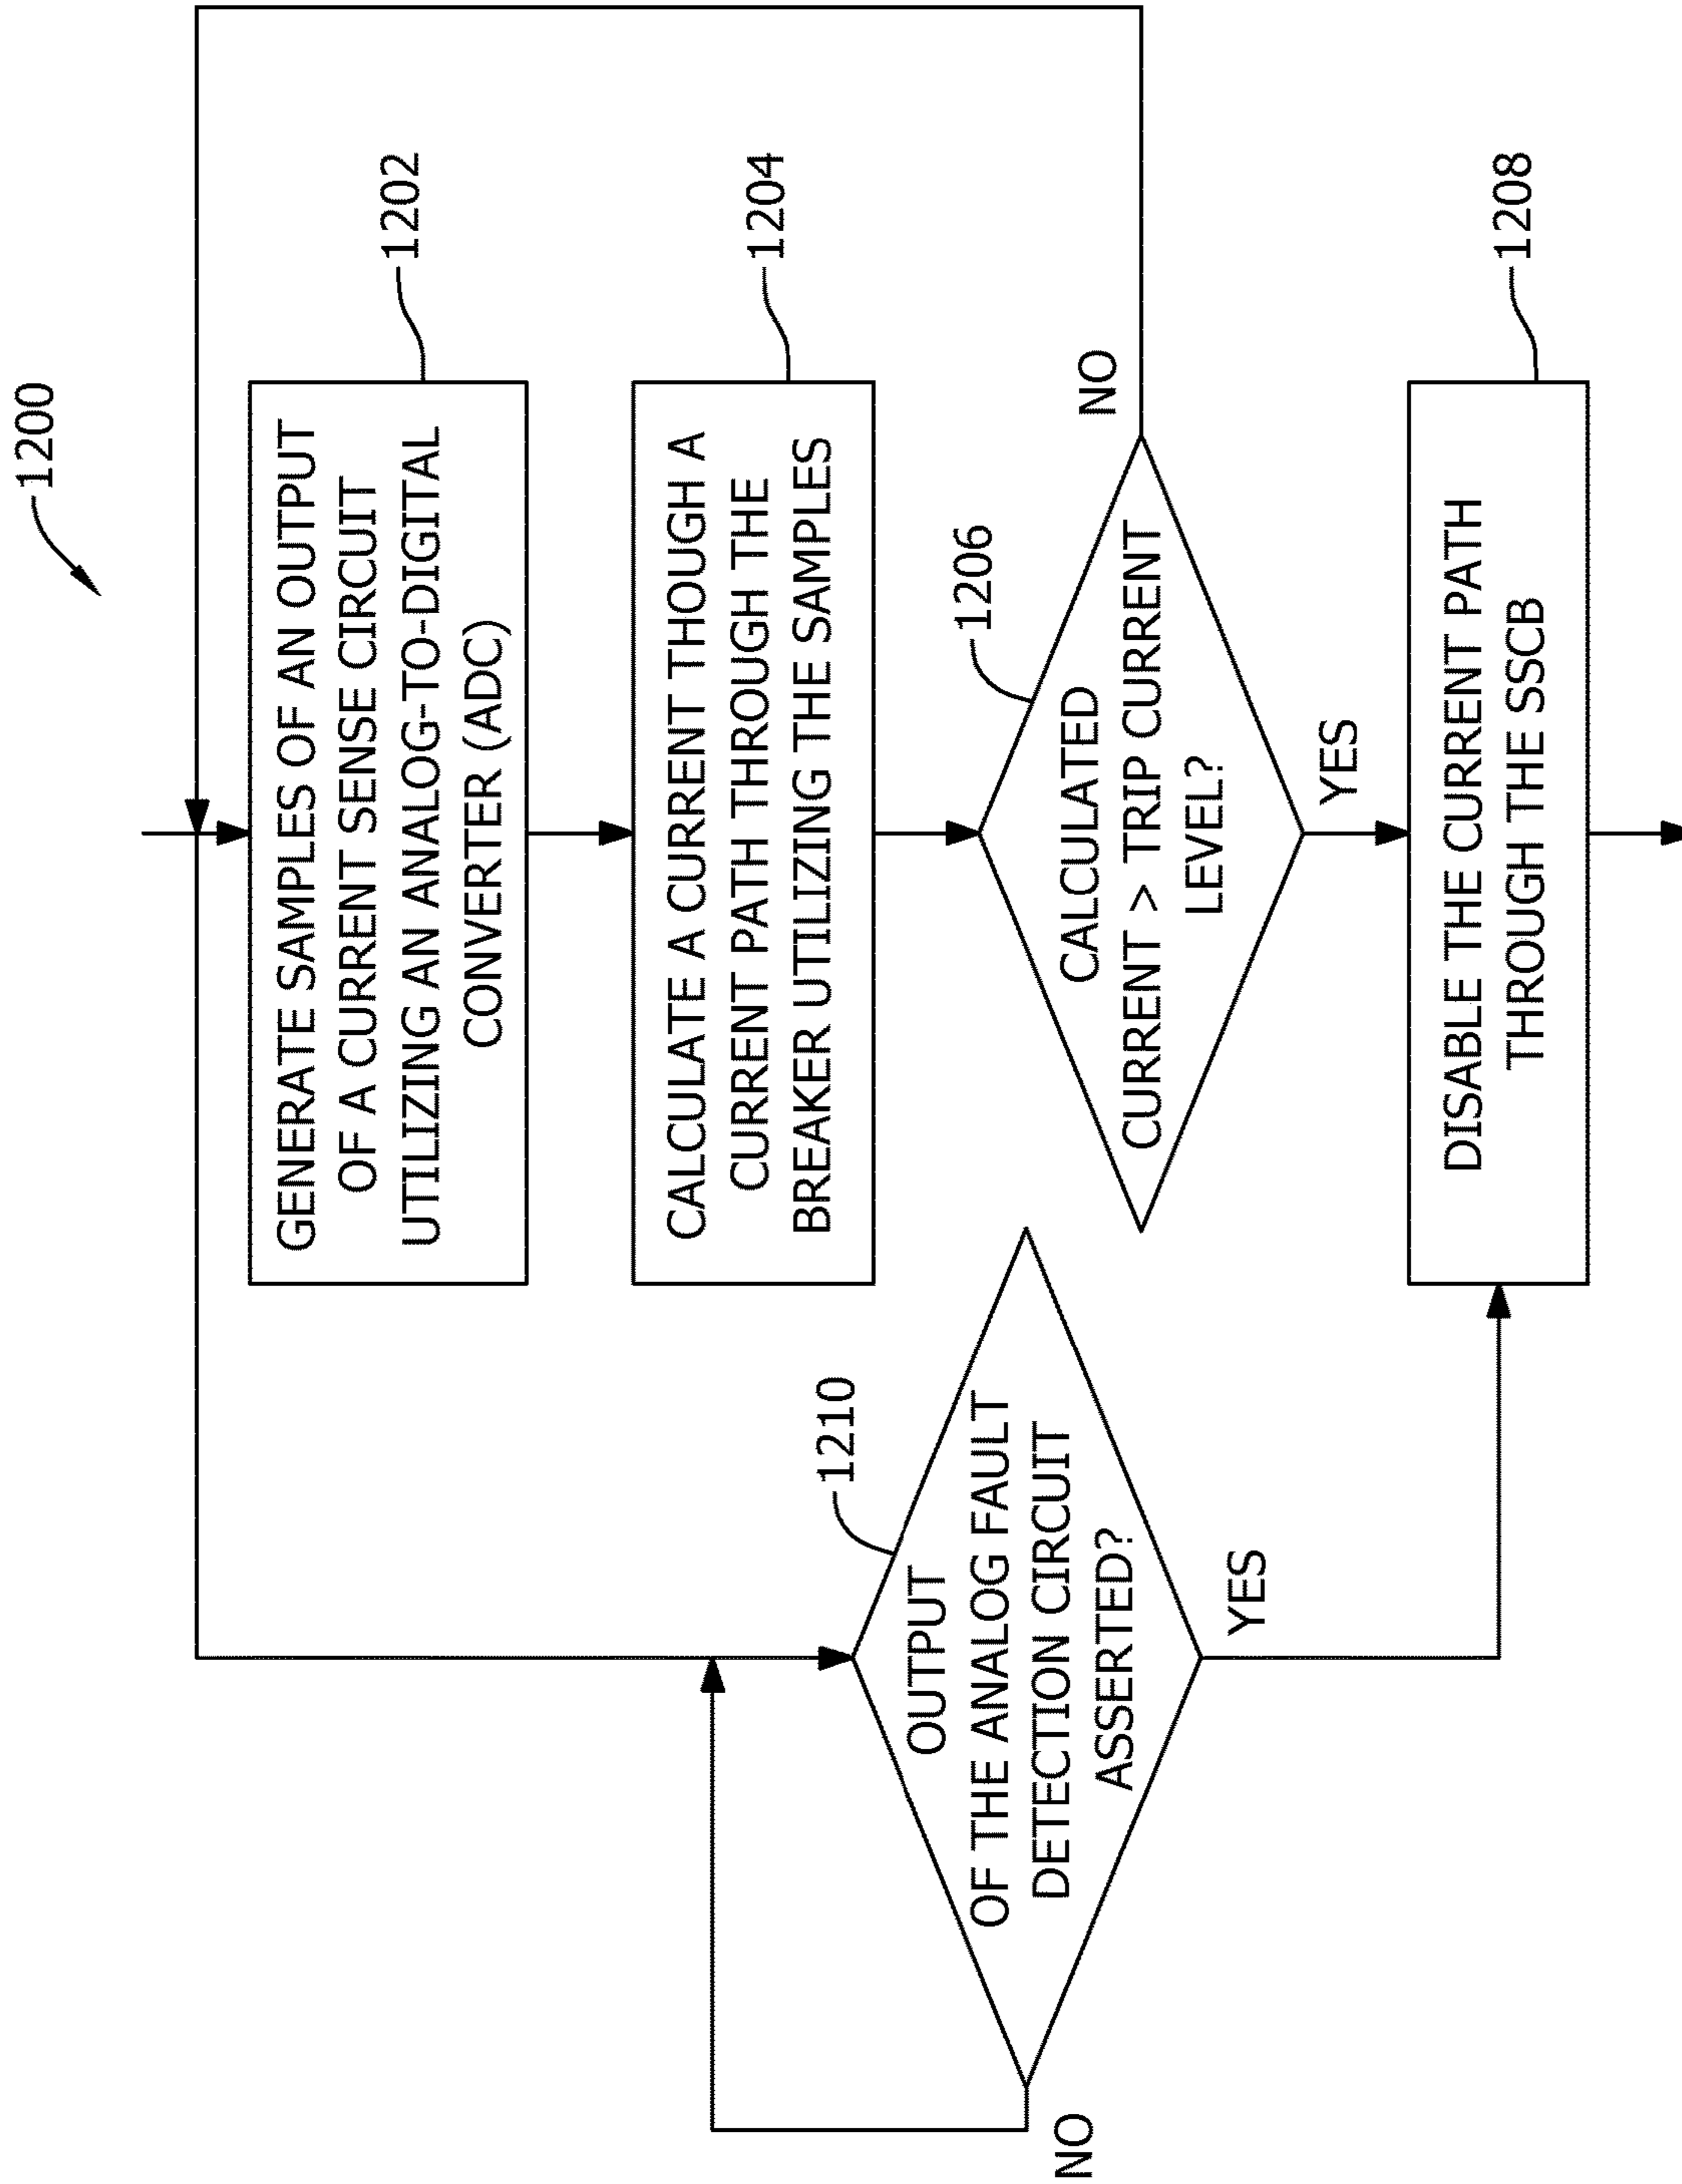 1200
GENERATE SAMPLES OF AN OUTPUT
OF A CURRENT SENSE CIRCUIT
UTILIZING AN ANALOG-TO-DIGITAL
CONVERTER (ADC)
1202
CALCULATE A CURRENT THOUGH A
CURRENT PATH THROUGH THE
BREAKER UTILIZING THE SAMPLES
1204
1206
CALCULATED
CURRENT > TRIP CURRENT
LEVEL?
NO
YES
1210
OUTPUT
OF THE ANALOG FAULT
DETECTION CIRCUIT
ASSERTED?
NO
YES
DISABLE THE CURRENT PATH
THROUGH THE SSCB
1208